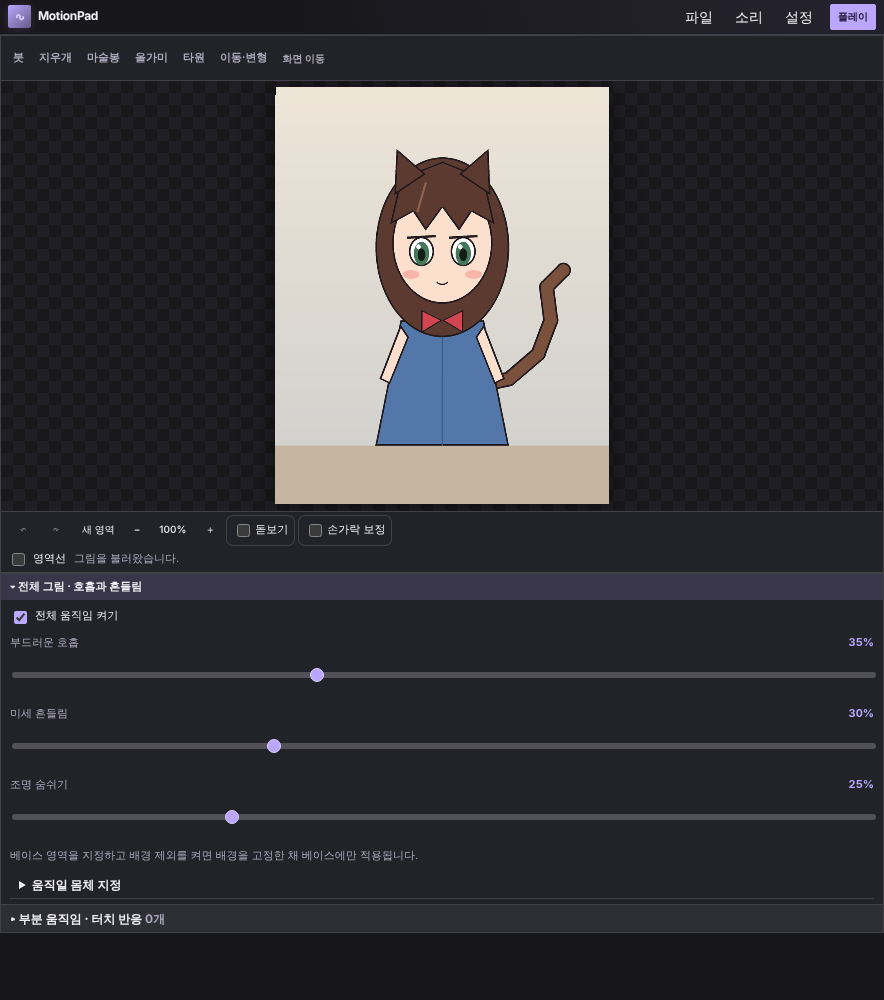 MotionPad 파일 소리 설정 플레이
붓 지우개 마술봉 올가미 타원 이동·변형 화면 이동
새 영역 − 100% + 돋보기 손가락 보정
영역선 그림을 불러왔습니다.
전체 그림 · 호흡과 흔들림
전체 움직임 켜기
부드러운 호흡 35%
미세 흔들림 30%
조명 숨쉬기 25%
베이스 영역을 지정하고 배경 제외를 켜면 배경을 고정한 채 베이스에만 적용됩니다.
움직일 몸체 지정
부분 움직임 · 터치 반응 0개